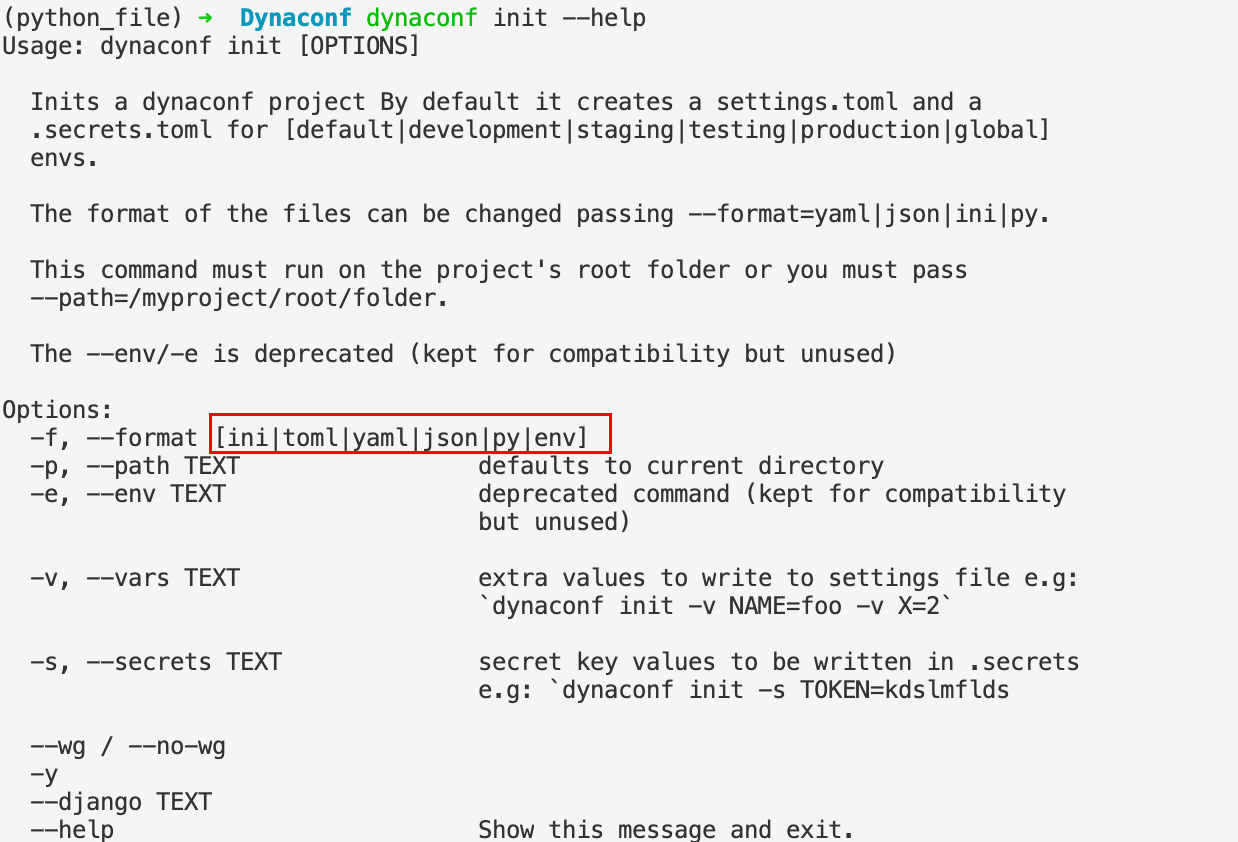 (python_file) ➜  Dynaconf dynaconf init --help
Usage: dynaconf init [OPTIONS]

  Inits a dynaconf project By default it creates a settings.toml and a
  .secrets.toml for [default|development|staging|testing|production|global]
  envs.

  The format of the files can be changed passing --format=yaml|json|ini|py.

  This command must run on the project's root folder or you must pass
  --path=/myproject/root/folder.

  The --env/-e is deprecated (kept for compatibility but unused)

Options:
  -f, --format [ini|toml|yaml|json|py|env]
  -p, --path TEXT                 defaults to current directory
  -e, --env TEXT                  deprecated command (kept for compatibility
                                  but unused)

  -v, --vars TEXT                 extra values to write to settings file e.g:
                                  `dynaconf init -v NAME=foo -v X=2`

  -s, --secrets TEXT              secret key values to be written in .secrets
                                  e.g: `dynaconf init -s TOKEN=kdslmflds

  --wg / --no-wg
  -y
  --django TEXT
  --help                          Show this message and exit.